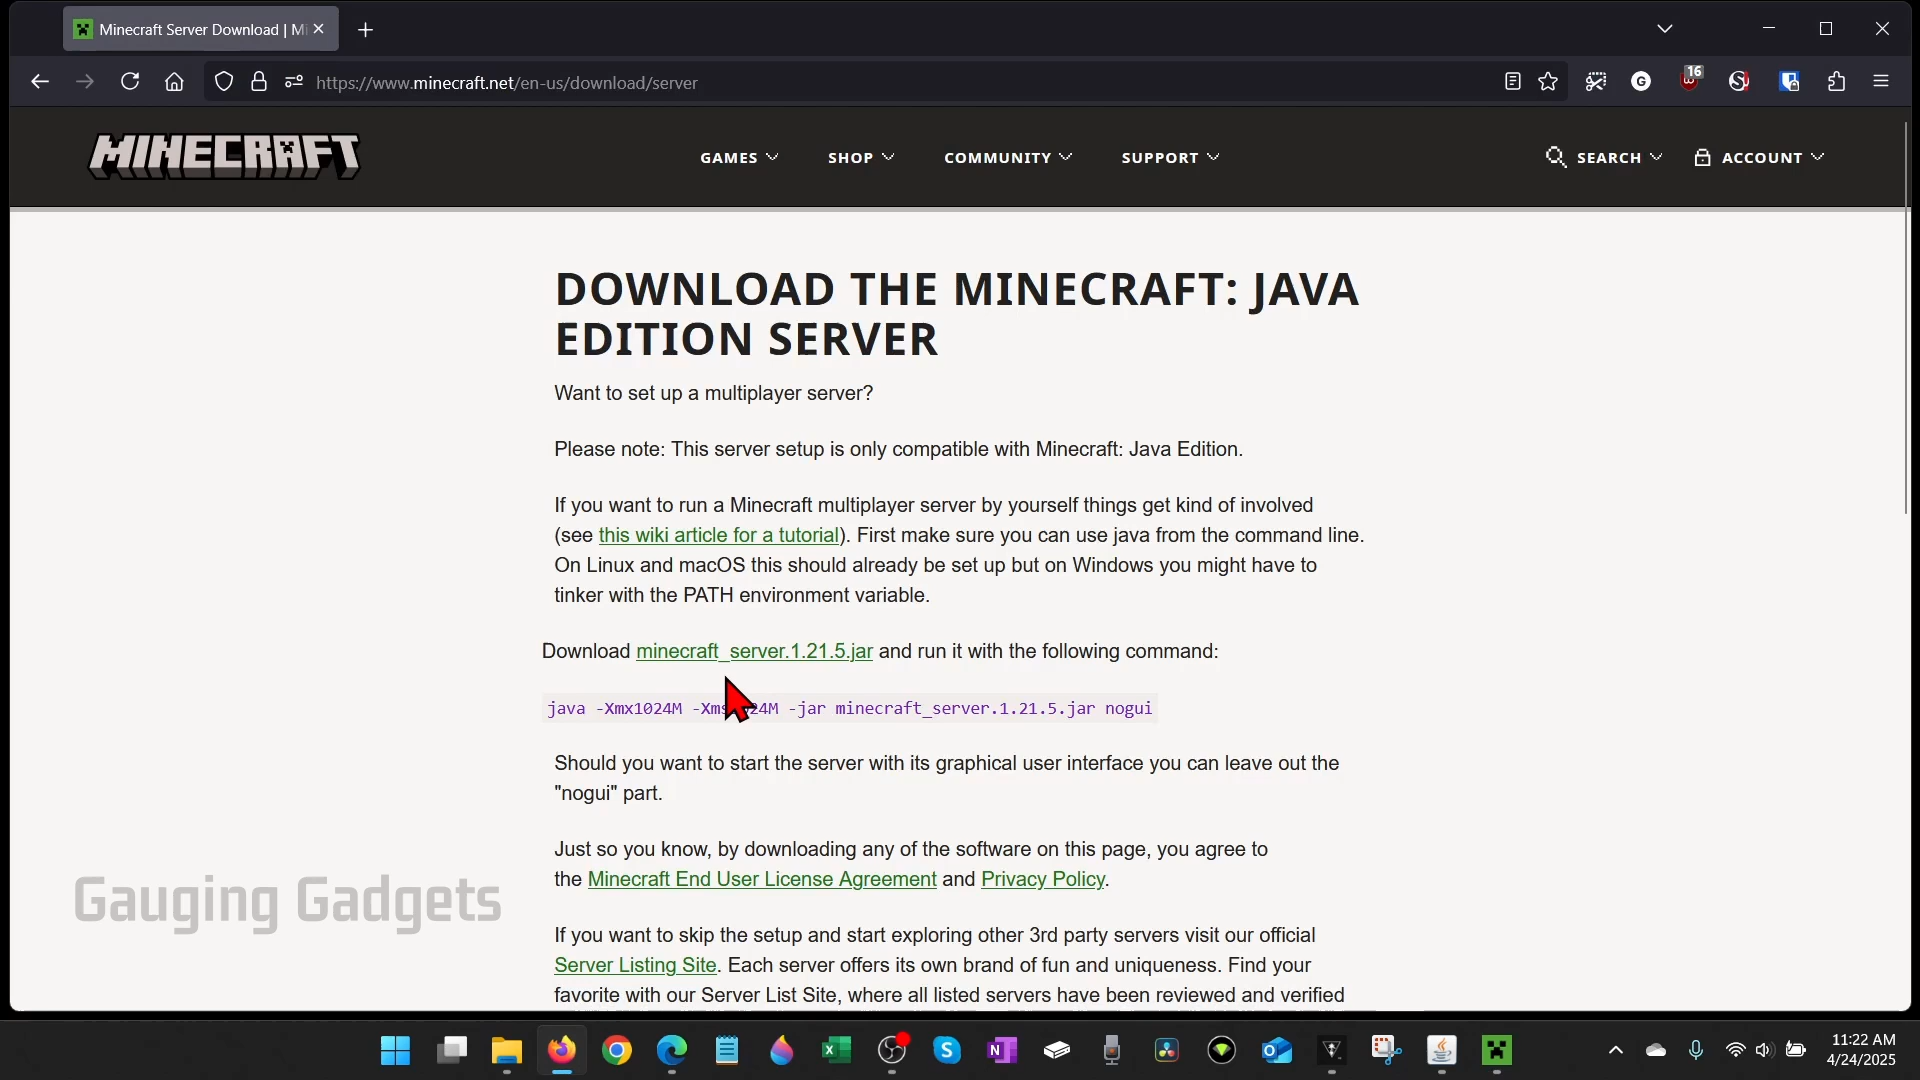 Minecraft Server Download | Mi
https://www.minecraft.net/en-us/download/server
16
MINECRAFT
GAMES
SHOP
COMMUNITY
SUPPORT
SEARCH
ACCOUNT
DOWNLOAD THE MINECRAFT: JAVA
EDITION SERVER
Want to set up a multiplayer server?
Please note: This server setup is only compatible with Minecraft: Java Edition.
If you want to run a Minecraft multiplayer server by yourself things get kind of involved
(see this wiki article for a tutorial). First make sure you can use java from the command line.
On Linux and macOS this should already be set up but on Windows you might have to
tinker with the PATH environment variable.
Download minecraft_server.1.21.5.jar and run it with the following command:
java -Xmx1024M -Xms1024M -jar minecraft_server.1.21.5.jar nogui
Should you want to start the server with its graphical user interface you can leave out the
"nogui" part.
Just so you know, by downloading any of the software on this page, you agree to
the Minecraft End User License Agreement and Privacy Policy.
Gauging Gadgets
If you want to skip the setup and start exploring other 3rd party servers visit our official
Server Listing Site. Each server offers its own brand of fun and uniqueness. Find your
favorite with our Server List Site, where all listed servers have been reviewed and verified
11:22 AM
4/24/2025